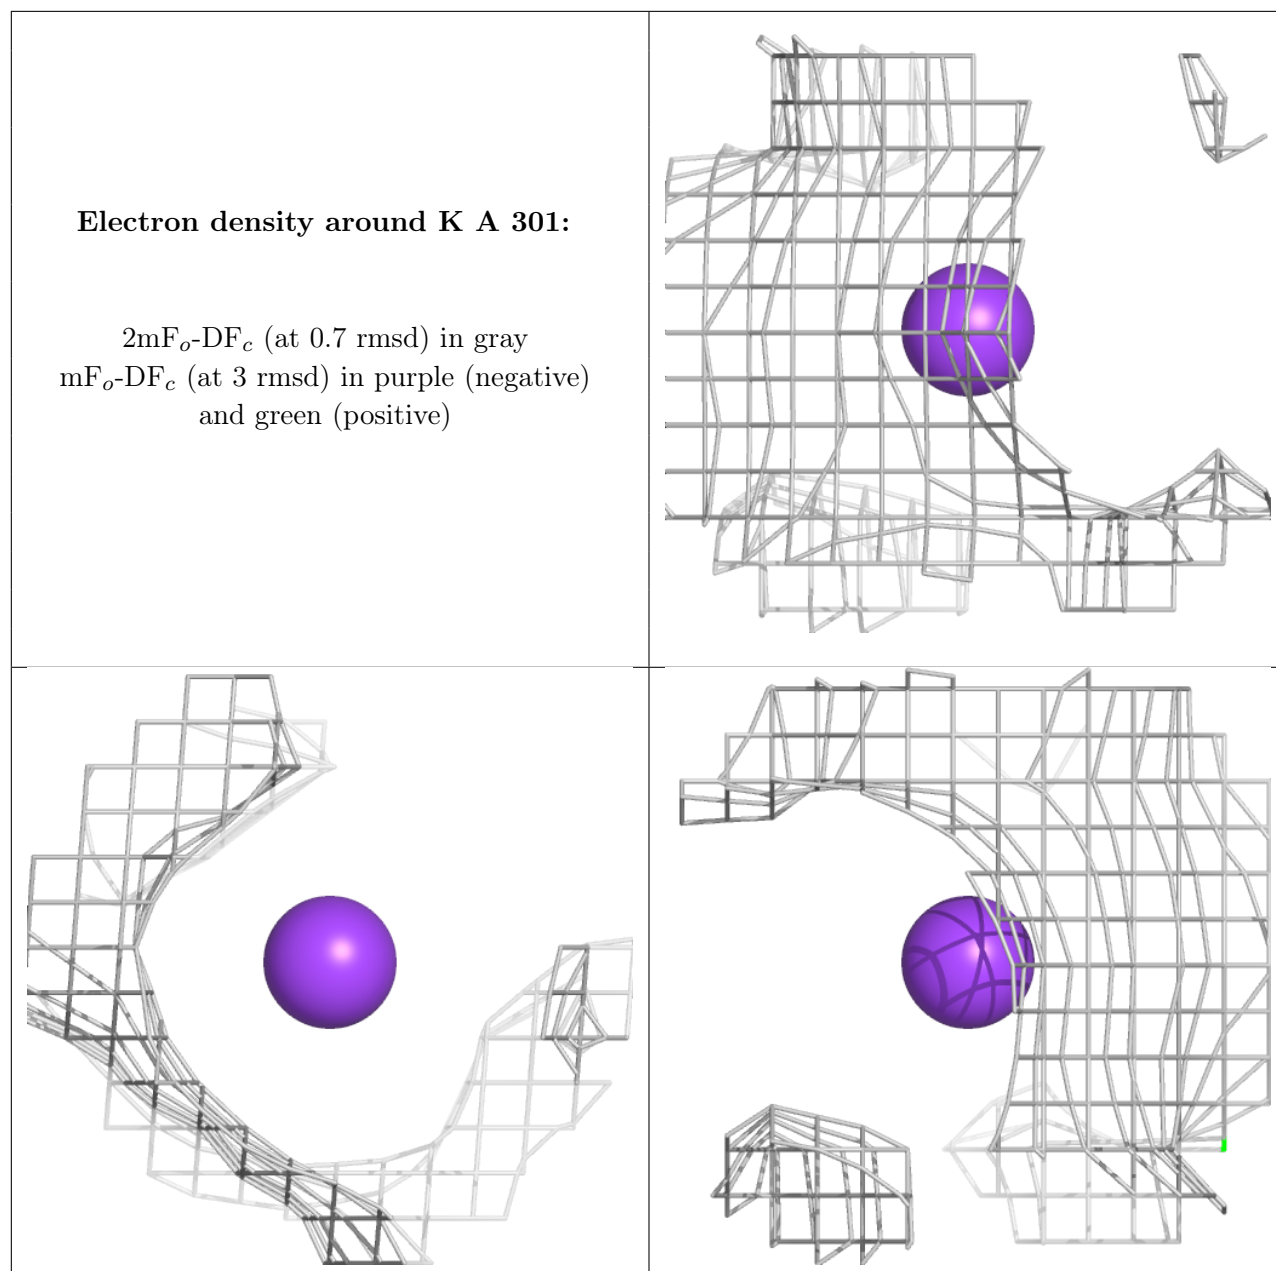 Electron density around K A 301:
2mFₒ-DF𝒸 (at 0.7 rmsd) in gray
mFₒ-DF𝒸 (at 3 rmsd) in purple (negative)
and green (positive)